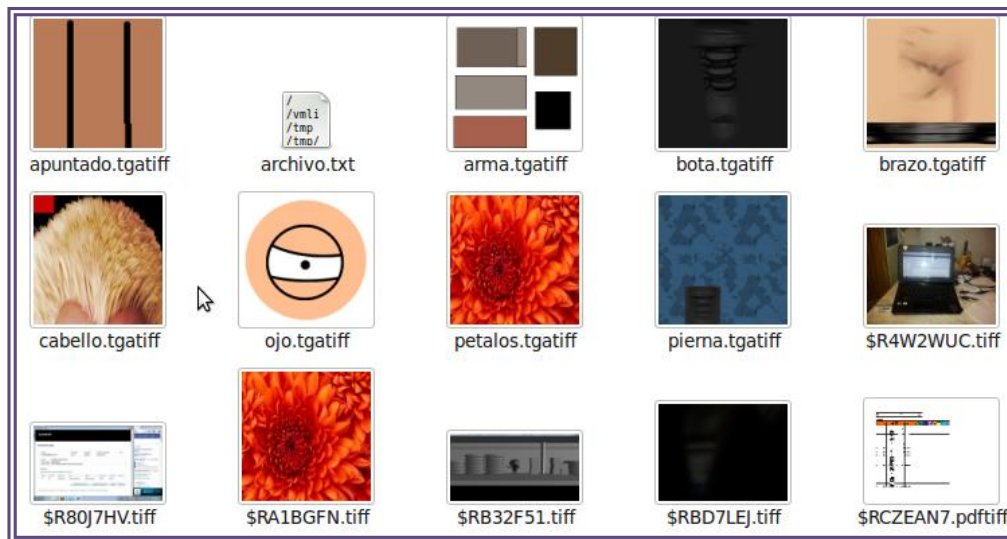 apuntado.tgatiff
/
/vmli
/tmp
/tmp/
archivo.txt
arma.tgatiff
bota.tgatiff
brazo.tgatiff
cabello.tgatiff
ojo.tgatiff
petalos.tgatiff
pierna.tgatiff
$R4W2WUC.tiff
$R80J7HV.tiff
$RA1BGFN.tiff
$RB32F51.tiff
$RBD7LEJ.tiff
$RCZEAN7.pdftiff